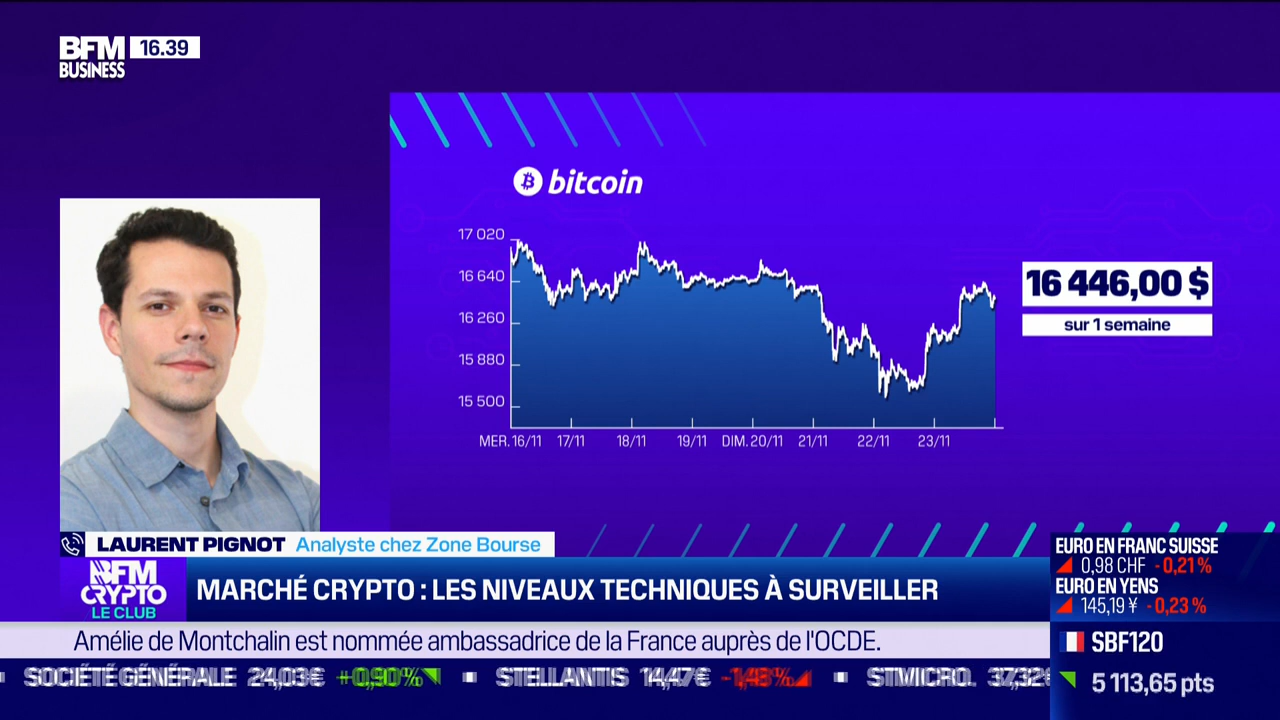 BFM
BUSINESS
16.39
bitcoin
17 020
16 640
16 260
15 880
15 500
MER.16/11 17/11 18/11 19/11 DIM.20/11 21/11 22/11 23/11
16 446,00 $
sur 1 semaine
LAURENT PIGNOT Analyste chez Zone Bourse
BFM
CRYPTO
LE CLUB
MARCHÉ CRYPTO : LES NIVEAUX TECHNIQUES À SURVEILLER
EURO EN FRANC SUISSE
0,98 CHF -0,21 %
EURO EN YENS
145,19 ¥ -0,23 %
Amélie de Montchalin est nommée ambassadrice de la France auprès de l'OCDE.
SBF120
5 113,65 pts
SOCIÉTÉ GÉNÉRALE 24,03€ +0,90% STELLANTIS 14,47€ -1,48% STMICRO. 37,32€